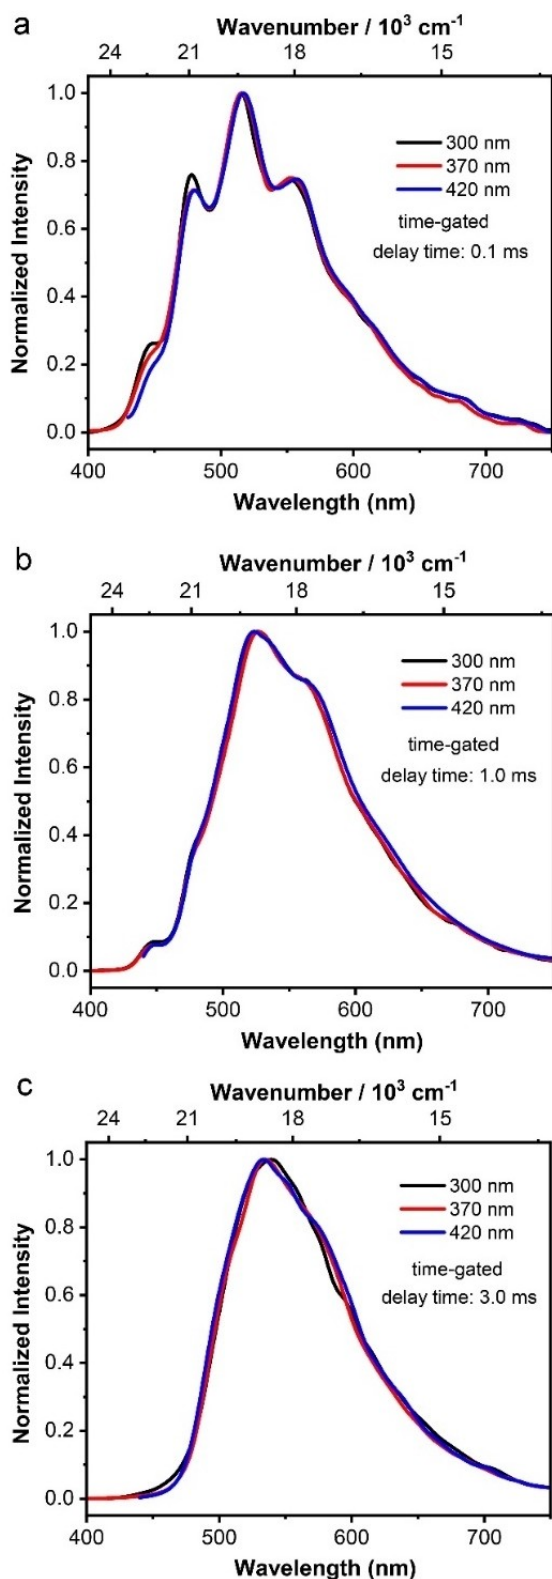 a
Wavenumber / 10³ cm⁻¹
24 21 18 15
1.0
0.8
0.6
0.4
0.2
0.0
Normalized Intensity
300 nm
370 nm
420 nm
time-gated
delay time: 0.1 ms
400 500 600 700
Wavelength (nm)
b
Wavenumber / 10³ cm⁻¹
24 21 18 15
1.0
0.8
0.6
0.4
0.2
0.0
Normalized Intensity
300 nm
370 nm
420 nm
time-gated
delay time: 1.0 ms
400 500 600 700
Wavelength (nm)
c
Wavenumber / 10³ cm⁻¹
24 21 18 15
1.0
0.8
0.6
0.4
0.2
0.0
Normalized Intensity
300 nm
370 nm
420 nm
time-gated
delay time: 3.0 ms
400 500 600 700
Wavelength (nm)